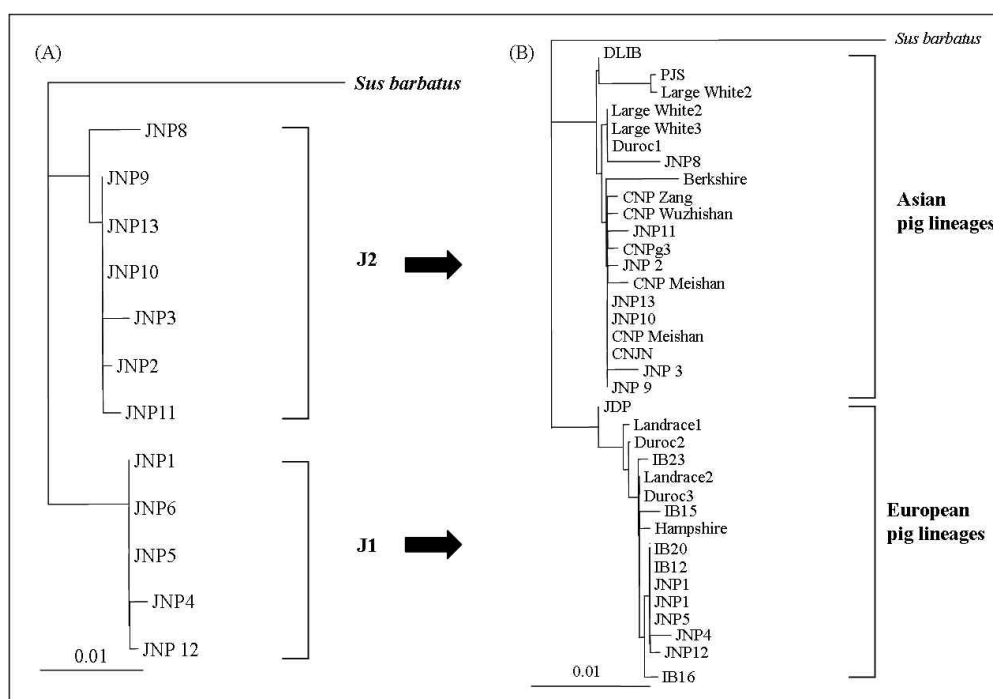 (A)
Sus barbatus
JNP8
JNP9
JNP13
JNP10
JNP3
JNP2
JNP11
J2
JNP1
JNP6
JNP5
JNP4
JNP 12
J1
0.01
(B)
Sus barbatus
DLIB
PJS
Large White2
Large White2
Large White3
Duroc1
JNP8
Berkshire
CNP Zang
CNP Wuzhishan
JNP11
CNPg3
JNP 2
CNP Meishan
JNP13
JNP10
CNP Meishan
CNJN
JNP 3
JNP 9
Asian
pig lineages
JDP
Landrace1
Duroc2
IB23
Landrace2
Duroc3
IB15
Hampshire
IB20
IB12
JNP1
JNP1
JNP5
JNP4
JNP12
IB16
European
pig lineages
0.01